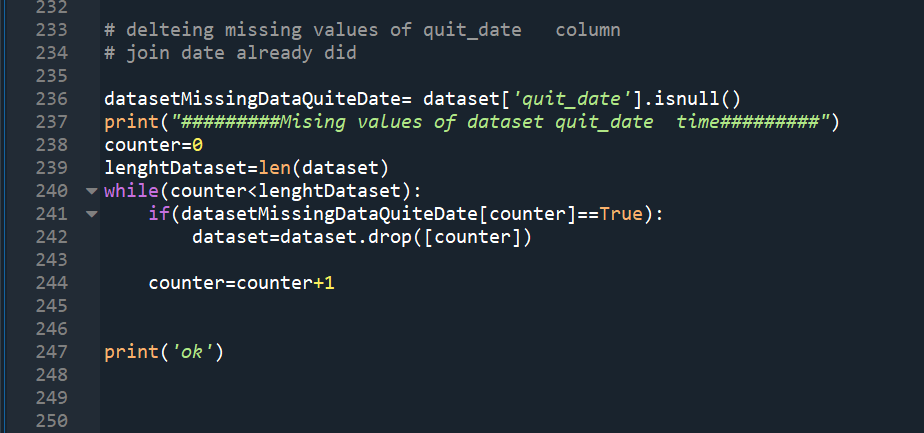 232
233 # delteing missing values of quit_date   column
234 # join date already did
235
236 datasetMissingDataQuiteDate= dataset['quit_date'].isnull()
237 print("#########Mising values of dataset quit_date  time#########")
238 counter=0
239 lenghtDataset=len(dataset)
240 while(counter<lenghtDataset):
241     if(datasetMissingDataQuiteDate[counter]==True):
242         dataset=dataset.drop([counter])
243
244     counter=counter+1
245
246
247 print('ok')
248
249
250